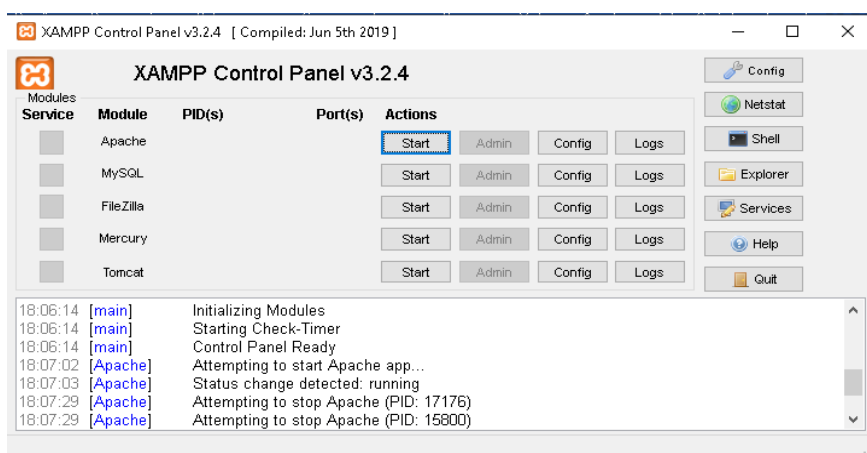 XAMPP Control Panel v3.2.4 [ Compiled: Jun 5th 2019 ]
XAMPP Control Panel v3.2.4
Config
Modules
Netstat
Service Module PID(s) Port(s) Actions
Apache Start Admin Config Logs
Shell
MySQL Start Admin Config Logs
Explorer
FileZilla Start Admin Config Logs
Services
Mercury Start Admin Config Logs
Help
Tomcat Start Admin Config Logs
Quit
18:06:14 [main] Initializing Modules
18:06:14 [main] Starting Check-Timer
18:06:14 [main] Control Panel Ready
18:07:02 [Apache] Attempting to start Apache app...
18:07:03 [Apache] Status change detected: running
18:07:29 [Apache] Attempting to stop Apache (PID: 17176)
18:07:29 [Apache] Attempting to stop Apache (PID: 15800)